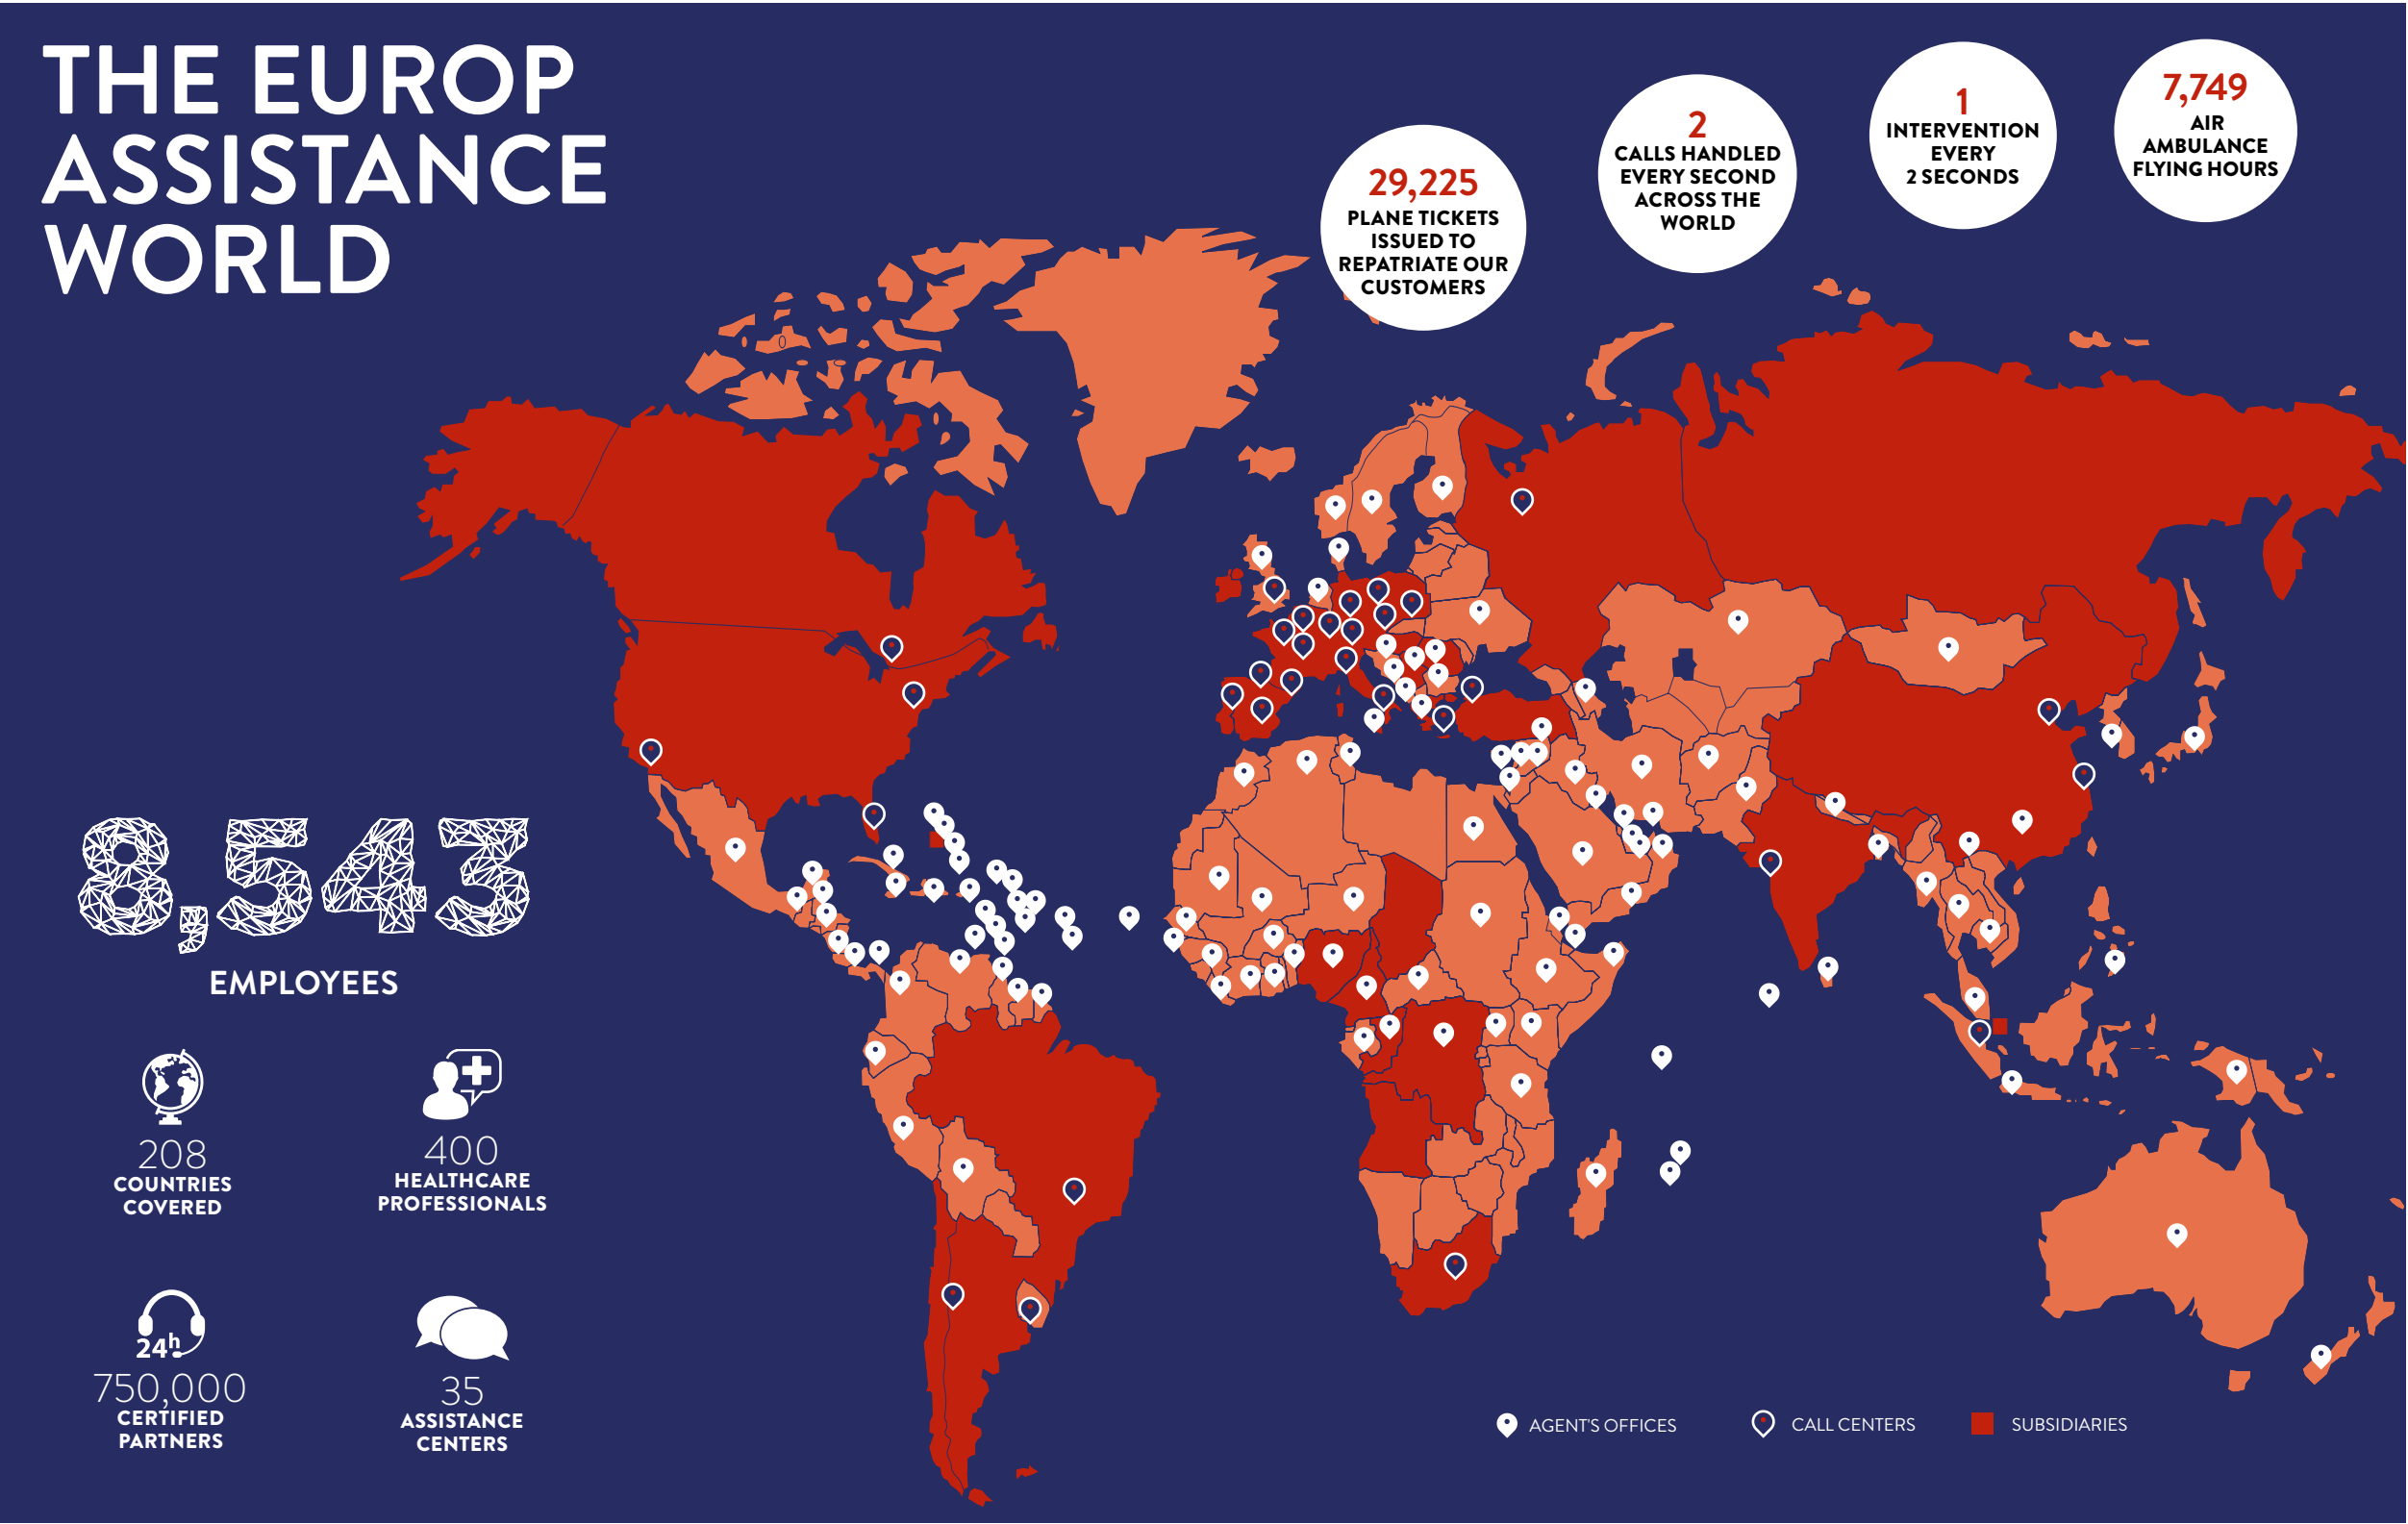 THE EUROP
ASSISTANCE
WORLD
29,225
PLANE TICKETS
ISSUED TO
REPATRIATE OUR
CUSTOMERS
2
CALLS HANDLED
EVERY SECOND
ACROSS THE
WORLD
1
INTERVENTION
EVERY
2 SECONDS
7,749
AIR
AMBULANCE
FLYING HOURS
8,543
EMPLOYEES
208
COUNTRIES
COVERED
400
HEALTHCARE
PROFESSIONALS
24h
750,000
CERTIFIED
PARTNERS
35
ASSISTANCE
CENTERS
AGENT'S OFFICES
CALL CENTERS
SUBSIDIARIES